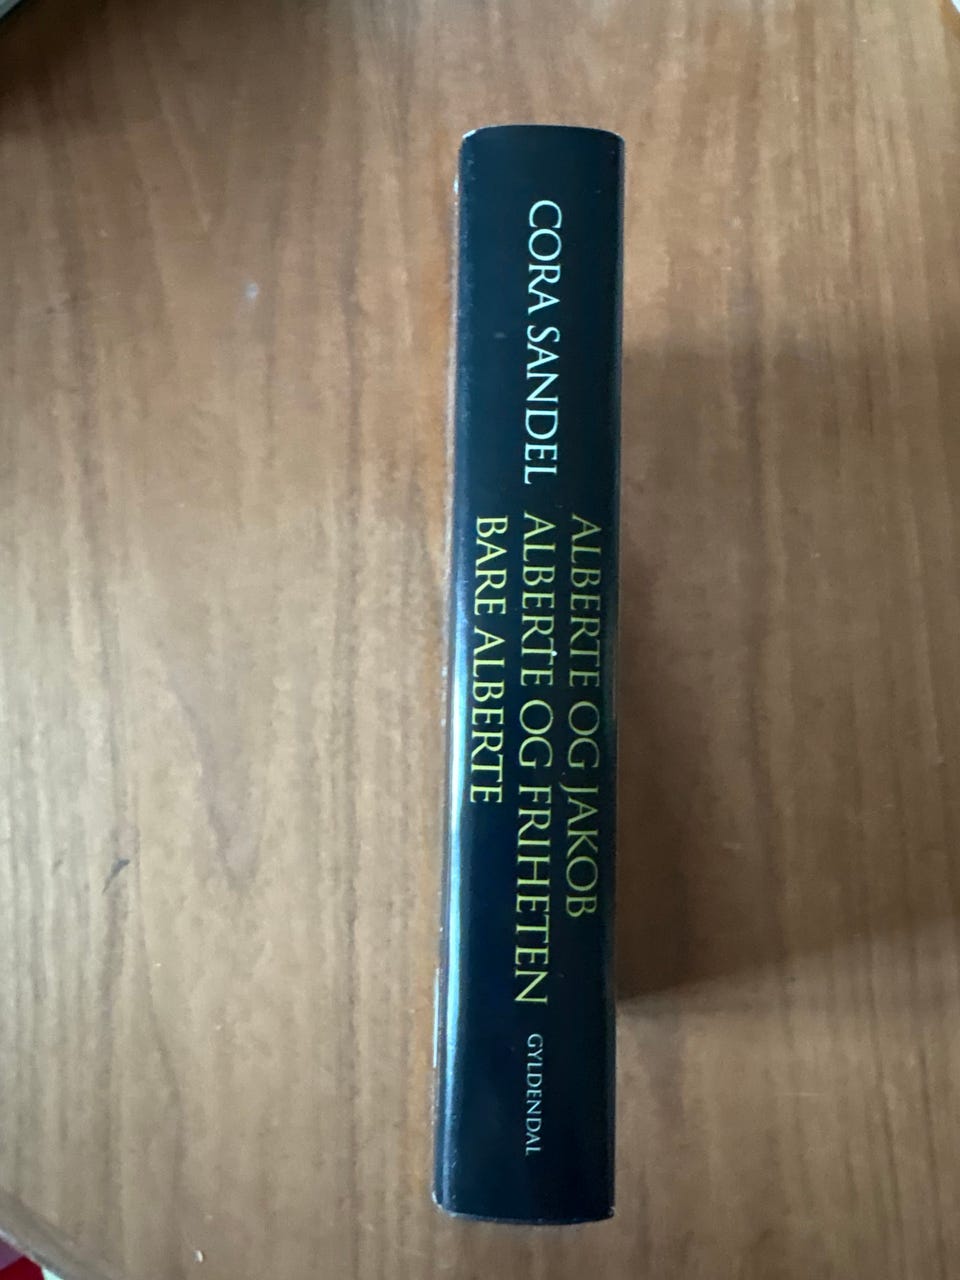 CORA SANDEL
ALBERTE OG JAKOB
ALBERTE OG FRIHETEN
BARE ALBERTE
GYLDENDAL